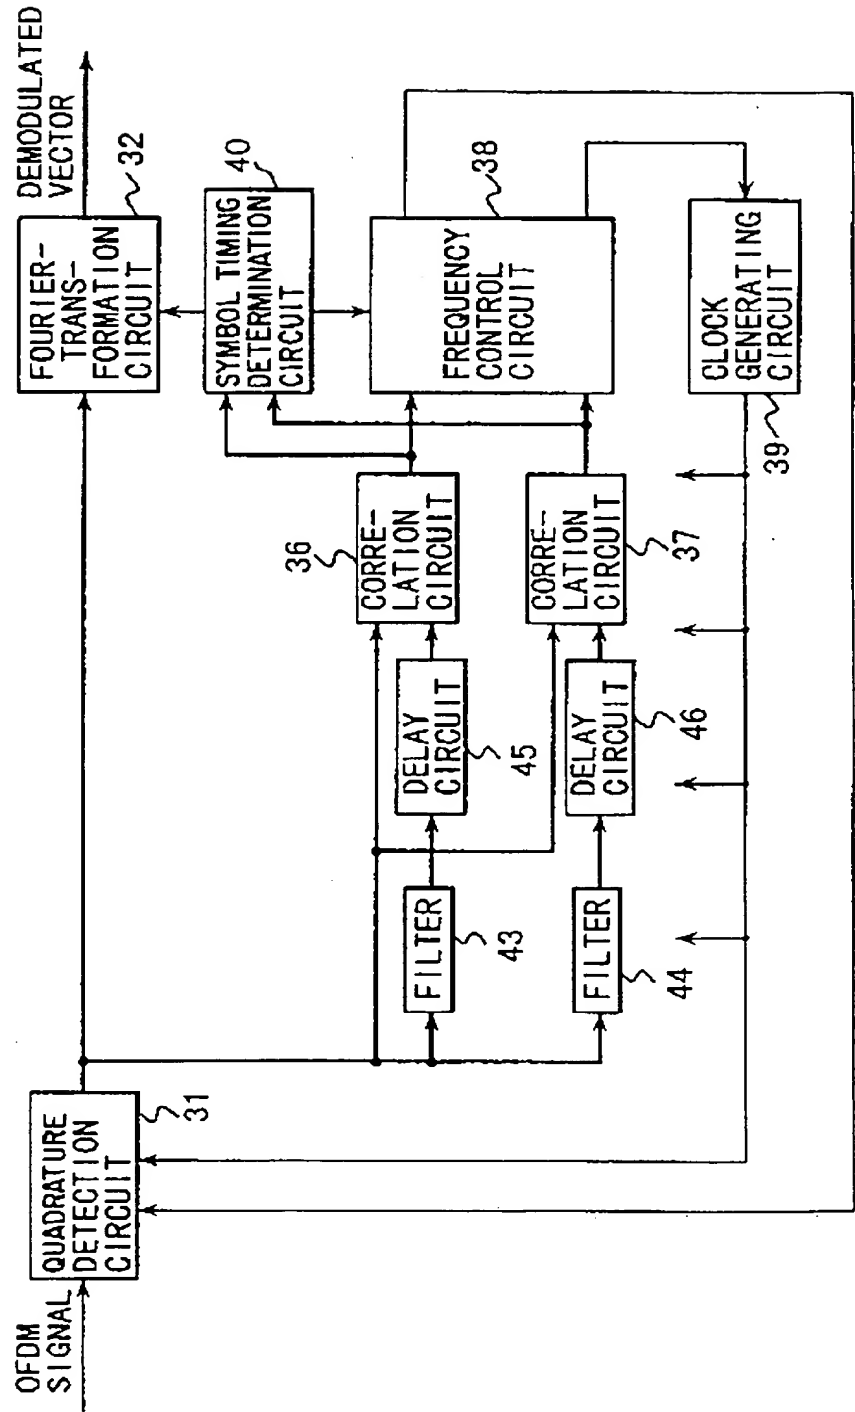 OFDM
SIGNAL
QUADRATURE
DETECTION
CIRCUIT
31
FOURIER-
TRANS-
FORMATION
CIRCUIT
32
DEMODULATED
VECTOR
SYMBOL TIMING
DETERMINATION
CIRCUIT
40
FILTER
43
DELAY
CIRCUIT
45
CORRE-
LATION
CIRCUIT
36
FREQUENCY
CONTROL
CIRCUIT
38
FILTER
44
DELAY
CIRCUIT
46
CORRE-
LATION
CIRCUIT
37
CLOCK
GENERATING
CIRCUIT
39